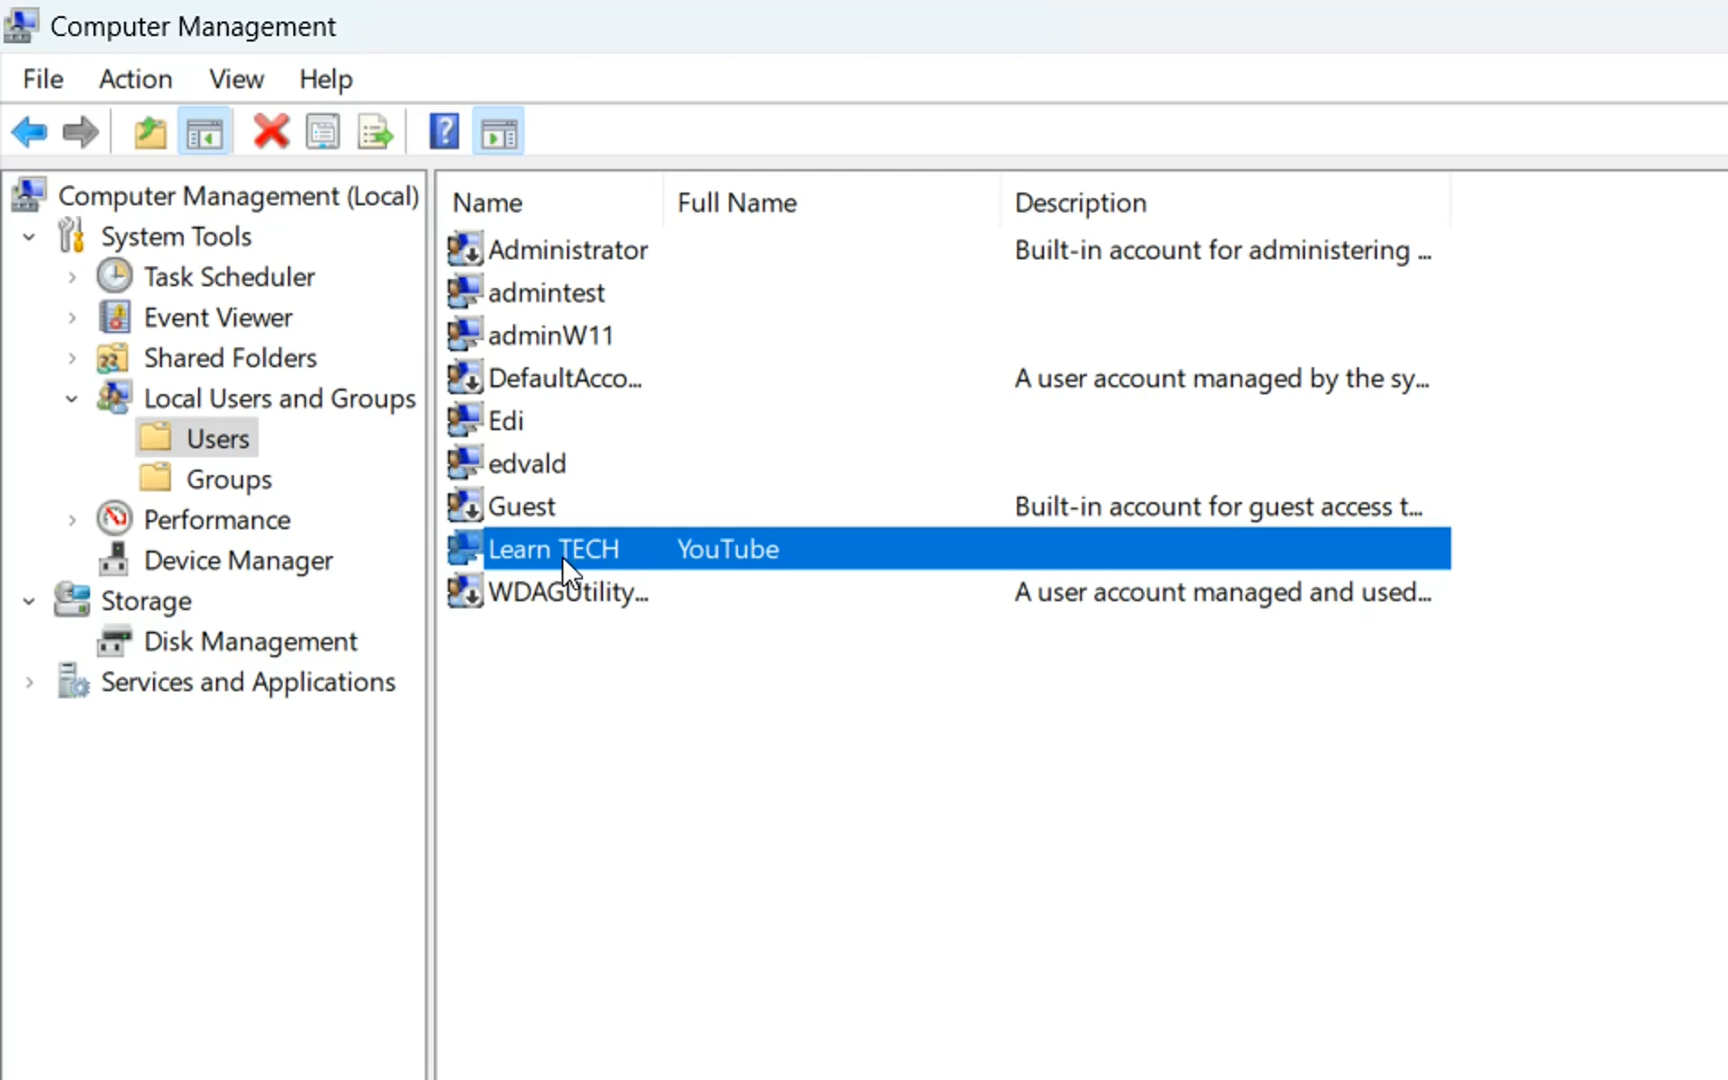 Computer Management
File Action View Help
Computer Management (Local)
System Tools
Task Scheduler
Event Viewer
Shared Folders
Local Users and Groups
Users
Groups
Performance
Device Manager
Storage
Disk Management
Services and Applications
Name Full Name Description
Administrator Built-in account for administering ...
admintest
adminW11
DefaultAcco... A user account managed by the sy...
Edi
edvald
Guest Built-in account for guest access t...
Learn TECH YouTube
WDAGUtility... A user account managed and used...